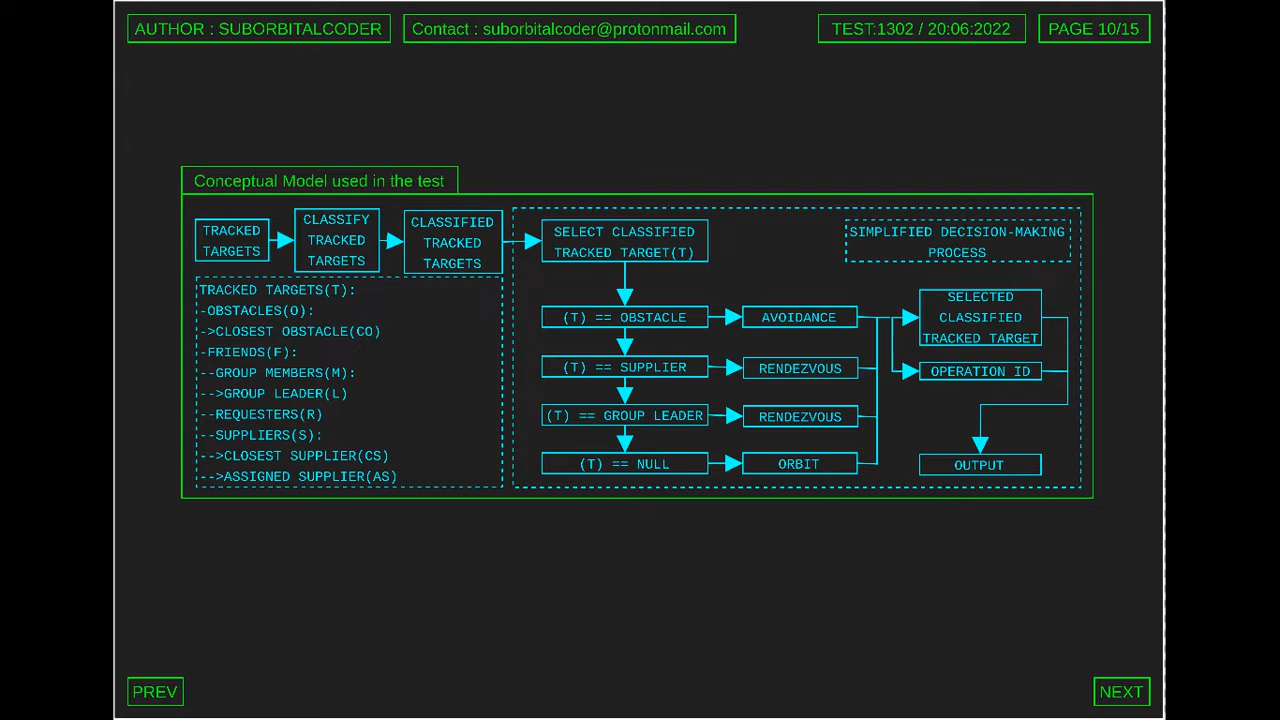 AUTHOR : SUBORBITALCODER
Contact : suborbitalcoder@protonmail.com
TEST:1302 / 20:06:2022
PAGE 10/15
Conceptual Model used in the test
TRACKED
TARGETS
CLASSIFY
TRACKED
TARGETS
CLASSIFIED
TRACKED
TARGETS
TRACKED TARGETS(T):
-OBSTACLES(O):
->CLOSEST OBSTACLE(CO)
-FRIENDS(F):
--GROUP MEMBERS(M):
-->GROUP LEADER(L)
--REQUESTERS(R)
--SUPPLIERS(S):
-->CLOSEST SUPPLIER(CS)
-->ASSIGNED SUPPLIER(AS)
SELECT CLASSIFIED
TRACKED TARGET(T)
SIMPLIFIED DECISION-MAKING
PROCESS
(T) == OBSTACLE
AVOIDANCE
(T) == SUPPLIER
RENDEZVOUS
(T) == GROUP LEADER
RENDEZVOUS
(T) == NULL
ORBIT
SELECTED
CLASSIFIED
TRACKED TARGET
OPERATION ID
OUTPUT
PREV
NEXT